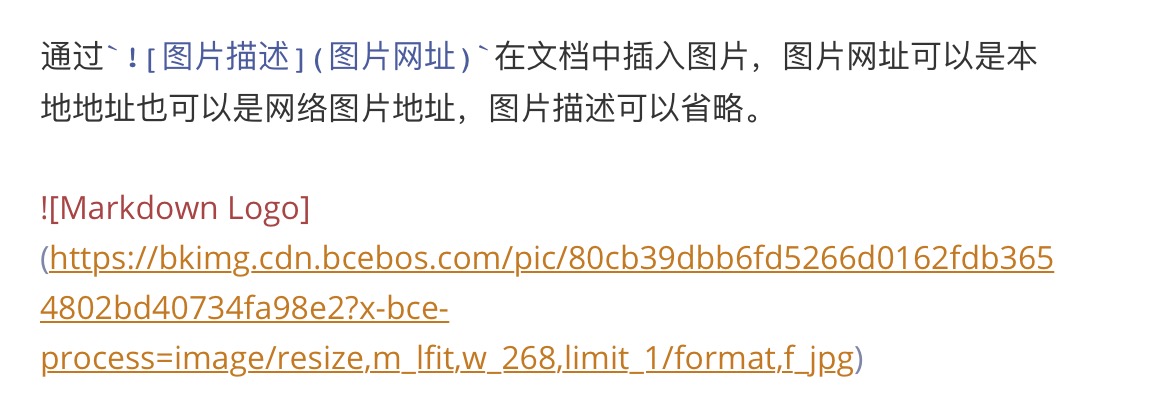 通过`![图片描述](图片网址)`在文档中插入图片，图片网址可以是本
地地址也可以是网络图片地址，图片描述可以省略。
![Markdown Logo]
(https://bkimg.cdn.bcebos.com/pic/80cb39dbb6fd5266d0162fdb365
4802bd40734fa98e2?x-bce-
process=image/resize,m_lfit,w_268,limit_1/format,f_jpg)